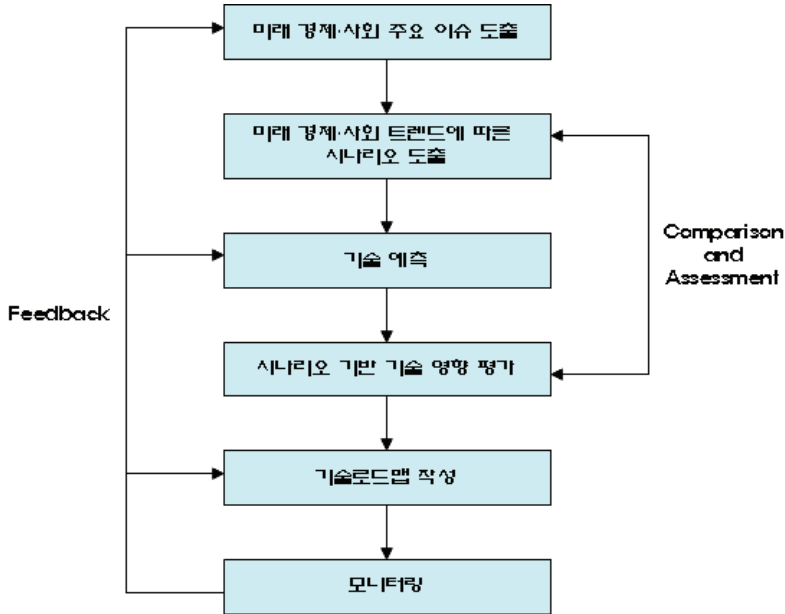 미래 경제·사회 주요 이슈 도출
미래 경제·사회 트렌드에 따른
시나리오 도출
Comparison
and
Assessment
기술 예측
Feedback
시나리오 기반 기술 영향 평가
기술로드맵 작성
모니터링